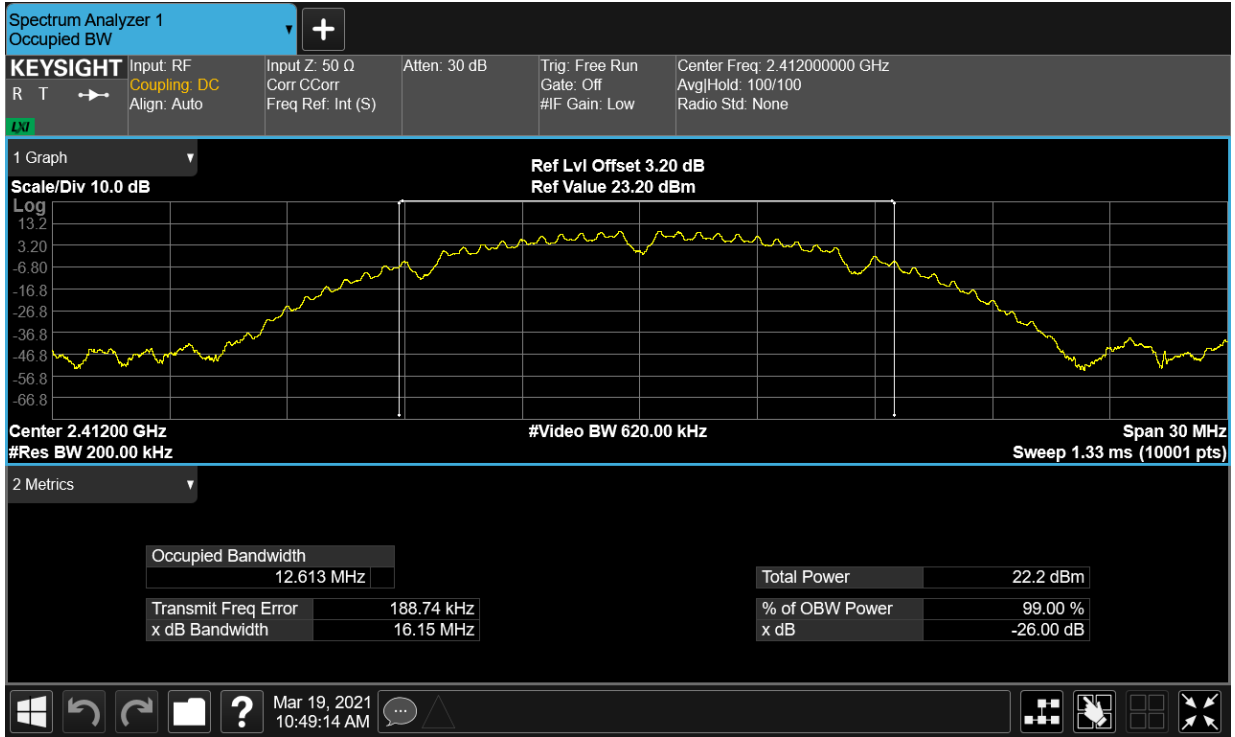 Spectrum Analyzer 1
Occupied BW
KEYSIGHT
R T
LXI
Input: RF
Coupling: DC
Align: Auto
Input Z: 50 Ω
Corr CCorr
Freq Ref: Int (S)
Atten: 30 dB
Trig: Free Run
Gate: Off
#IF Gain: Low
Center Freq: 2.412000000 GHz
Avg|Hold: 100/100
Radio Std: None
1 Graph
Scale/Div 10.0 dB
Ref Lvl Offset 3.20 dB
Ref Value 23.20 dBm
Log
13.2
3.20
-6.80
-16.8
-26.8
-36.8
-46.8
-56.8
-66.8
Center 2.41200 GHz
#Res BW 200.00 kHz
#Video BW 620.00 kHz
Span 30 MHz
Sweep 1.33 ms (10001 pts)
2 Metrics
Occupied Bandwidth
12.613 MHz
Transmit Freq Error 188.74 kHz
x dB Bandwidth 16.15 MHz
Total Power 22.2 dBm
% of OBW Power 99.00 %
x dB -26.00 dB
?
Mar 19, 2021
10:49:14 AM